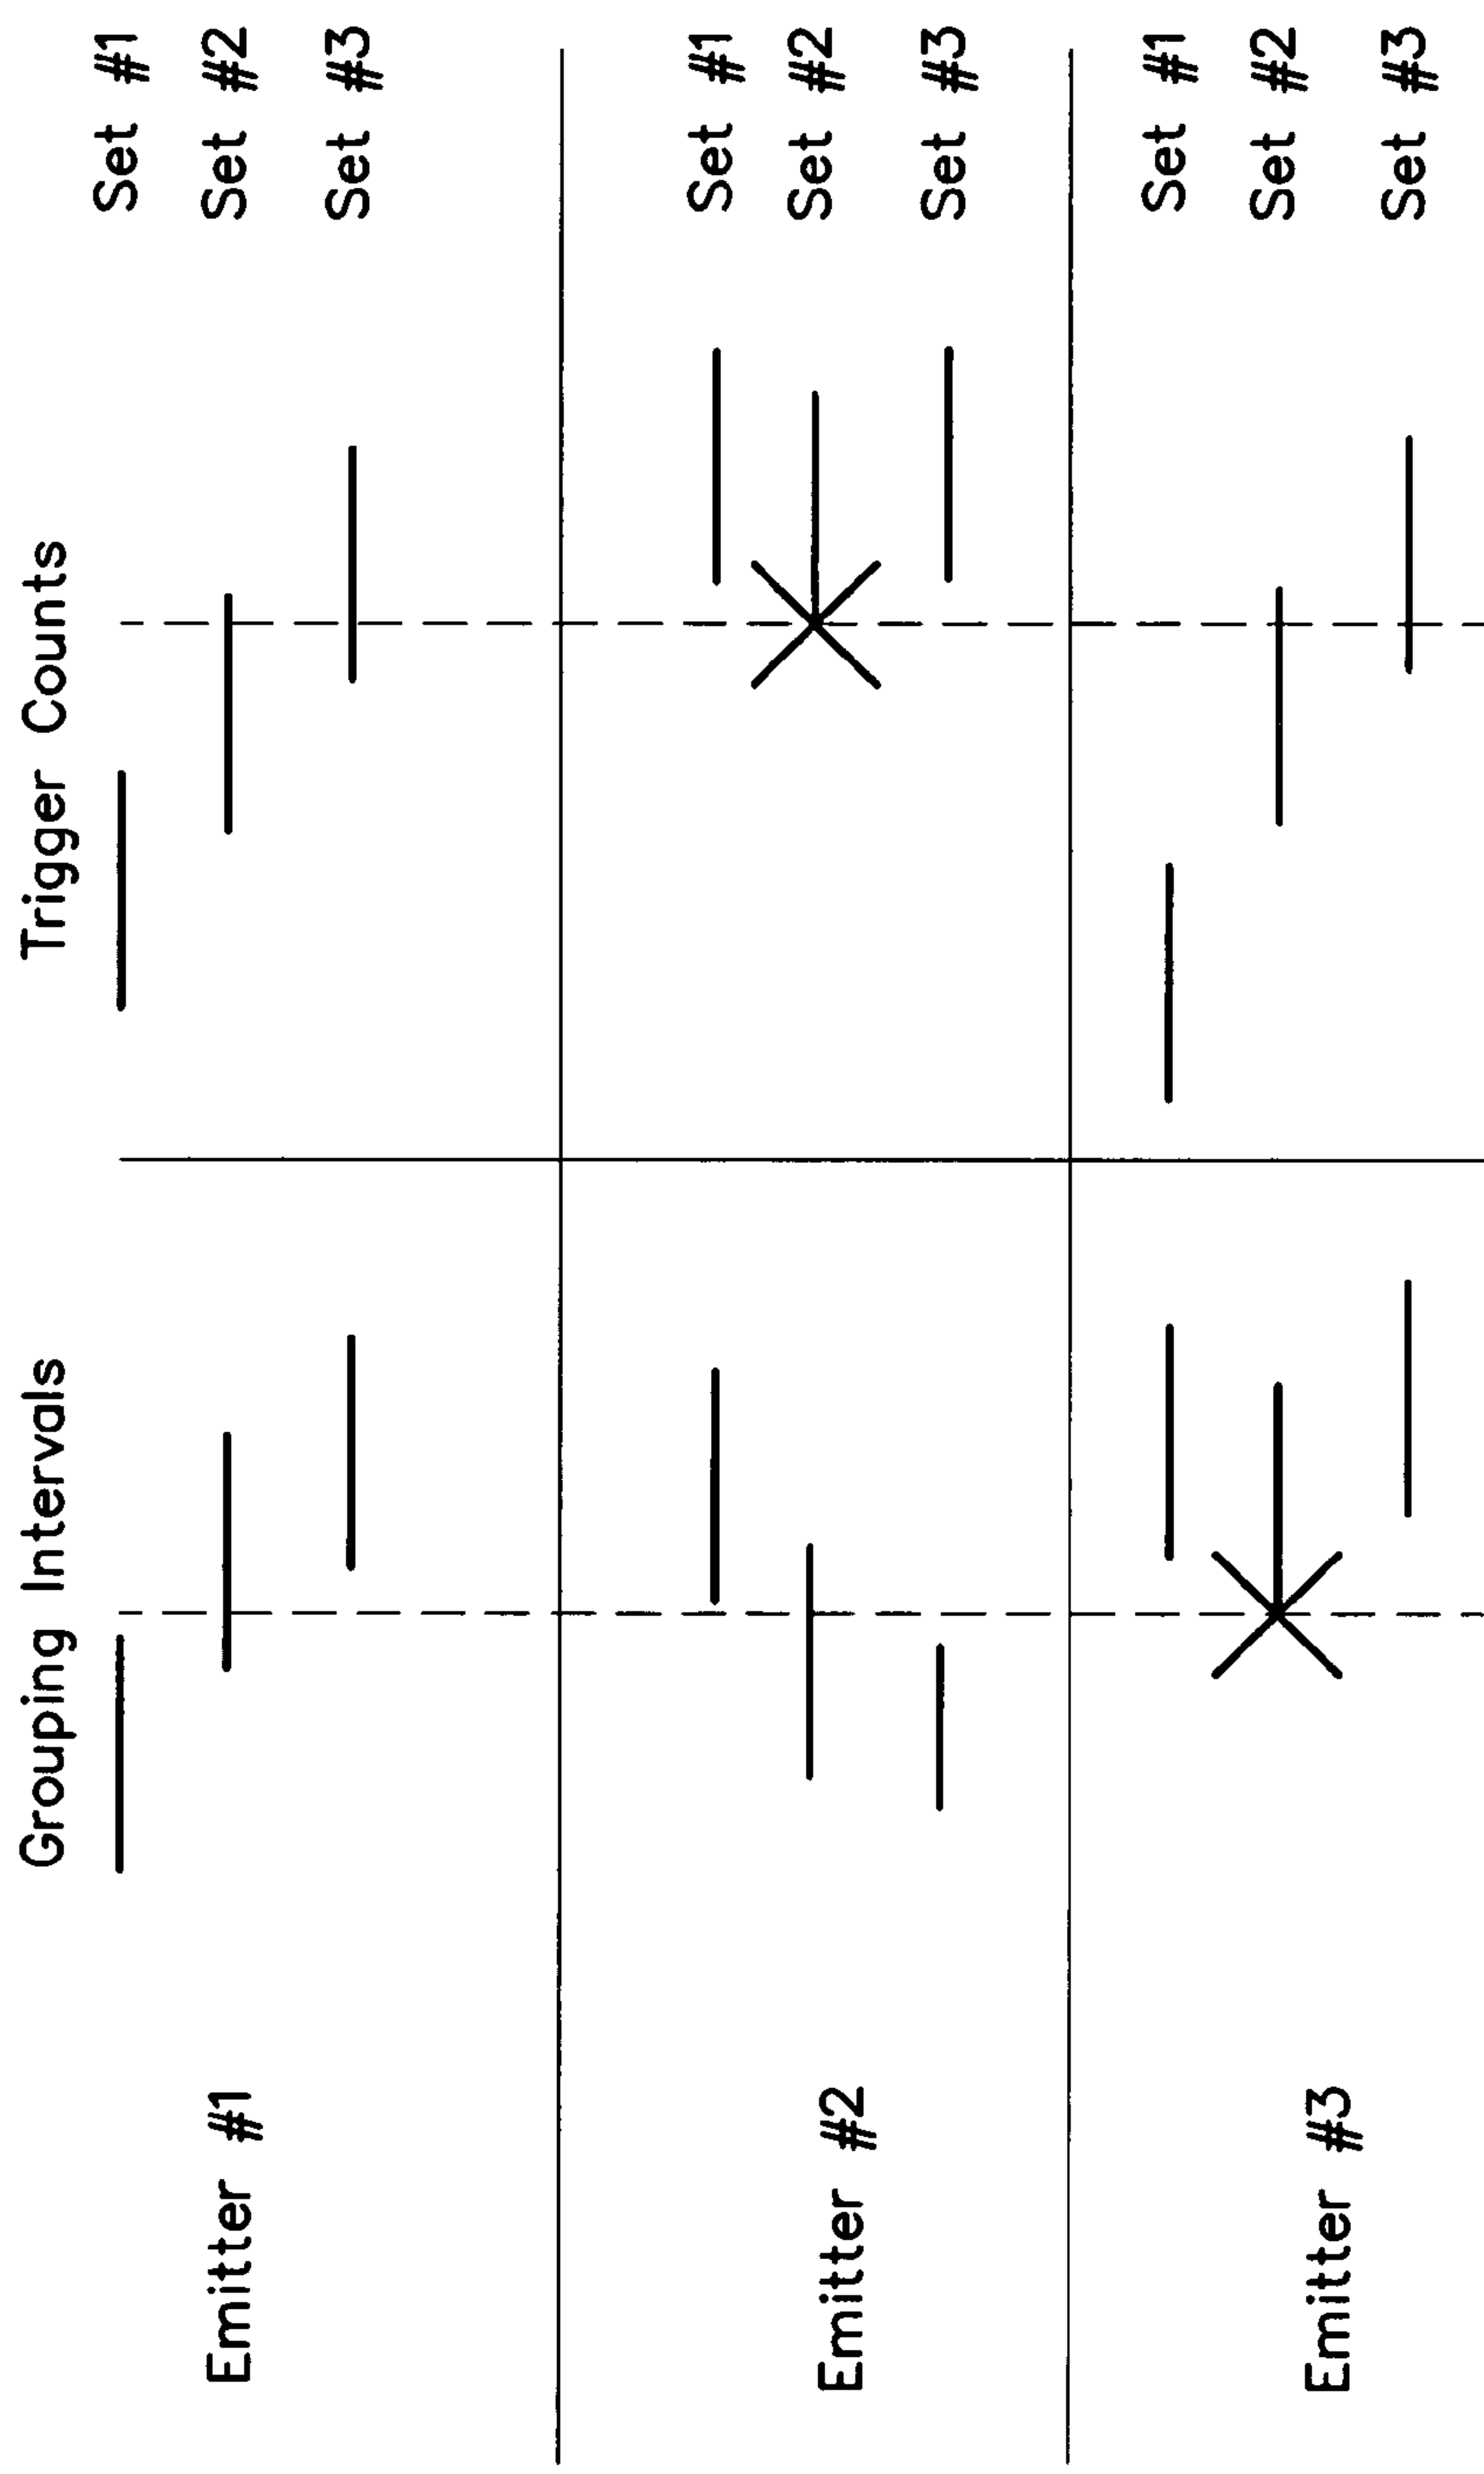 Grouping Intervals Trigger Counts
Set #1
Emitter #1 Set #2
Set #3
Set #1
Emitter #2 Set #2
Set #3
Set #1
Emitter #3 Set #2
Set #3